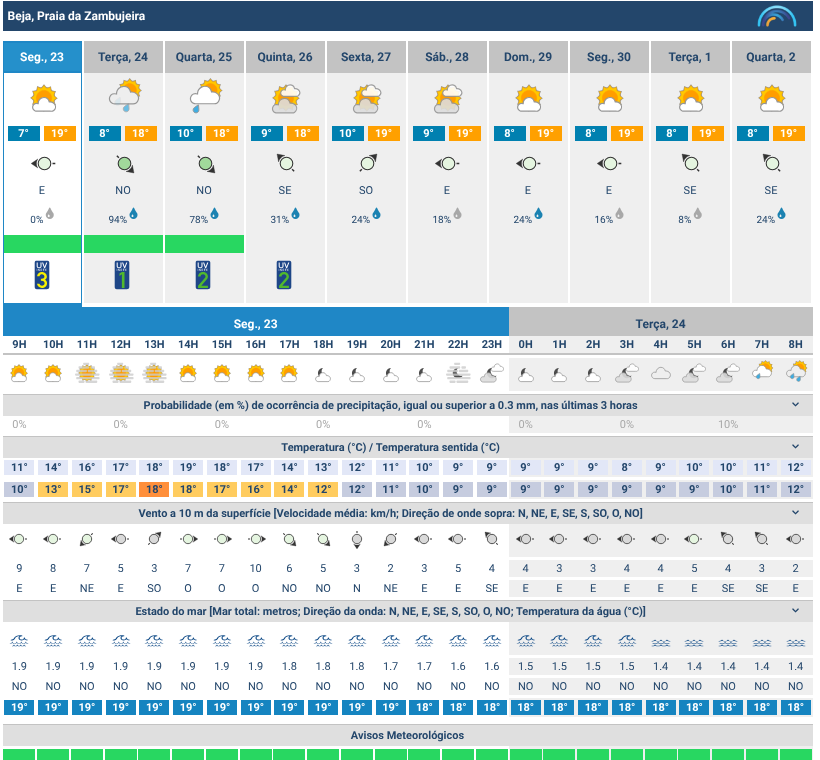 Beja, Praia da Zambujeira
Seg., 23 Terça, 24 Quarta, 25 Quinta, 26 Sexta, 27 Sáb., 28 Dom., 29 Seg., 30 Terça, 1 Quarta, 2
7° 19° 8° 18° 10° 18° 9° 18° 10° 19° 9° 19° 8° 19° 8° 19° 8° 19° 8° 19°
E NO NO SE SO E E E SE SE
0% 94% 78% 31% 24% 18% 24% 16% 8% 24%
UV UV UV UV
3 1 2 2
Seg., 23 Terça, 24
9H 10H 11H 12H 13H 14H 15H 16H 17H 18H 19H 20H 21H 22H 23H 0H 1H 2H 3H 4H 5H 6H 7H 8H
Probabilidade (em %) de ocorrência de precipitação, igual ou superior a 0.3 mm, nas últimas 3 horas
0% 0% 0% 0% 0% 0% 0% 10%
Temperatura (°C) / Temperatura sentida (°C)
11° 14° 16° 17° 18° 19° 18° 17° 14° 13° 12° 11° 10° 9° 9° 9° 9° 9° 8° 9° 10° 10° 11° 12°
10° 13° 15° 17° 18° 18° 17° 16° 14° 12° 12° 11° 10° 9° 9° 9° 9° 9° 9° 9° 9° 10° 11° 12°
Vento a 10 m da superfície [Velocidade média: km/h; Direção de onde sopra: N, NE, E, SE, S, SO, O, NO]
9 8 7 5 3 7 7 10 6 5 3 2 3 5 4 4 3 3 4 4 5 4 3 2
E E NE E SO O O O NO NO N NE E E SE E E E E E E SE SE E
Estado do mar [Mar total: metros; Direção da onda: N, NE, E, SE, S, SO, O, NO; Temperatura da água (°C)]
1.9 1.9 1.9 1.9 1.9 1.9 1.9 1.9 1.8 1.8 1.8 1.7 1.7 1.6 1.6 1.5 1.5 1.5 1.5 1.4 1.4 1.4 1.4 1.4
NO NO NO NO NO NO NO NO NO NO NO NO NO NO NO NO NO NO NO NO NO NO NO NO
19° 19° 19° 19° 19° 19° 19° 19° 19° 19° 19° 19° 18° 18° 18° 18° 18° 18° 18° 18° 18° 18° 18° 18°
Avisos Meteorológicos